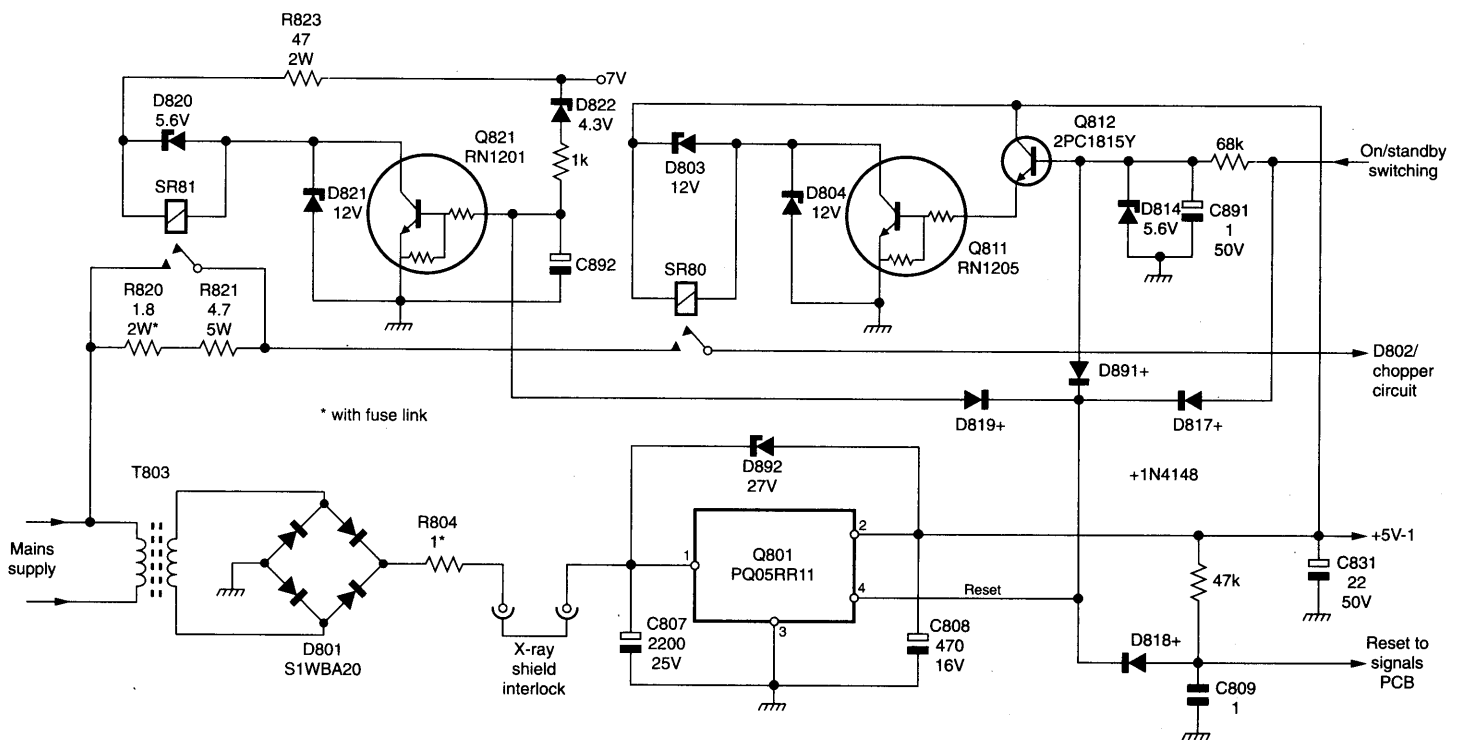 R823
47
2W
7V
D820
5.6V
D822
4.3V
Q821
RN1201
1k
SR81
D821
12V
C892
Q812
2PC1815Y
68k
On/standby
switching
D803
12V
D804
12V
D814
5.6V
C891
1
50V
Q811
RN1205
SR80
R820
1.8
2W*
R821
4.7
5W
D802/
chopper
circuit
D891+
* with fuse link
D819+
D817+
+1N4148
T803
D892
27V
Mains
supply
R804
1*
1
Q801
PQ05RR11
2
4
3
Reset
+5V-1
47k
C831
22
50V
D801
S1WBA20
X-ray
shield
interlock
C807
2200
25V
C808
470
16V
D818+
Reset to
signals
PCB
C809
1